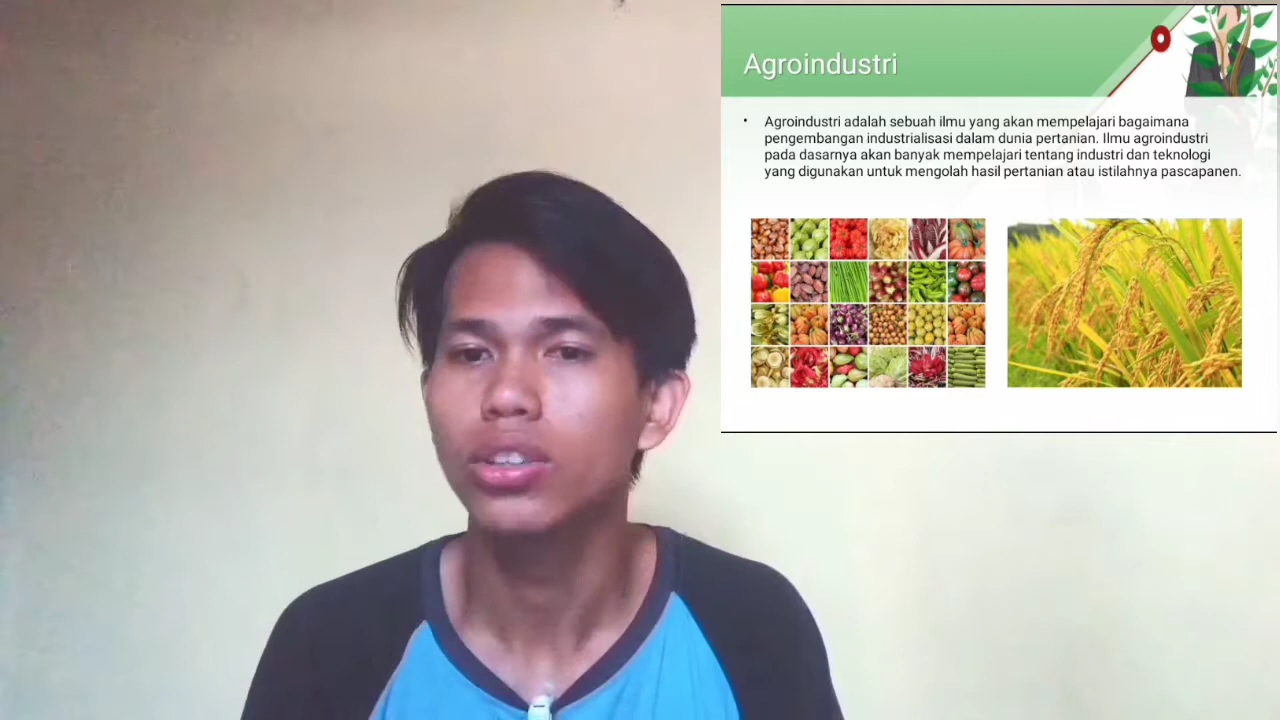 Agroindustri
• Agroindustri adalah sebuah ilmu yang akan mempelajari bagaimana
pengembangan industrialisasi dalam dunia pertanian. Ilmu agroindustri
pada dasarnya akan banyak mempelajari tentang industri dan teknologi
yang digunakan untuk mengolah hasil pertanian atau istilahnya pascapanen.